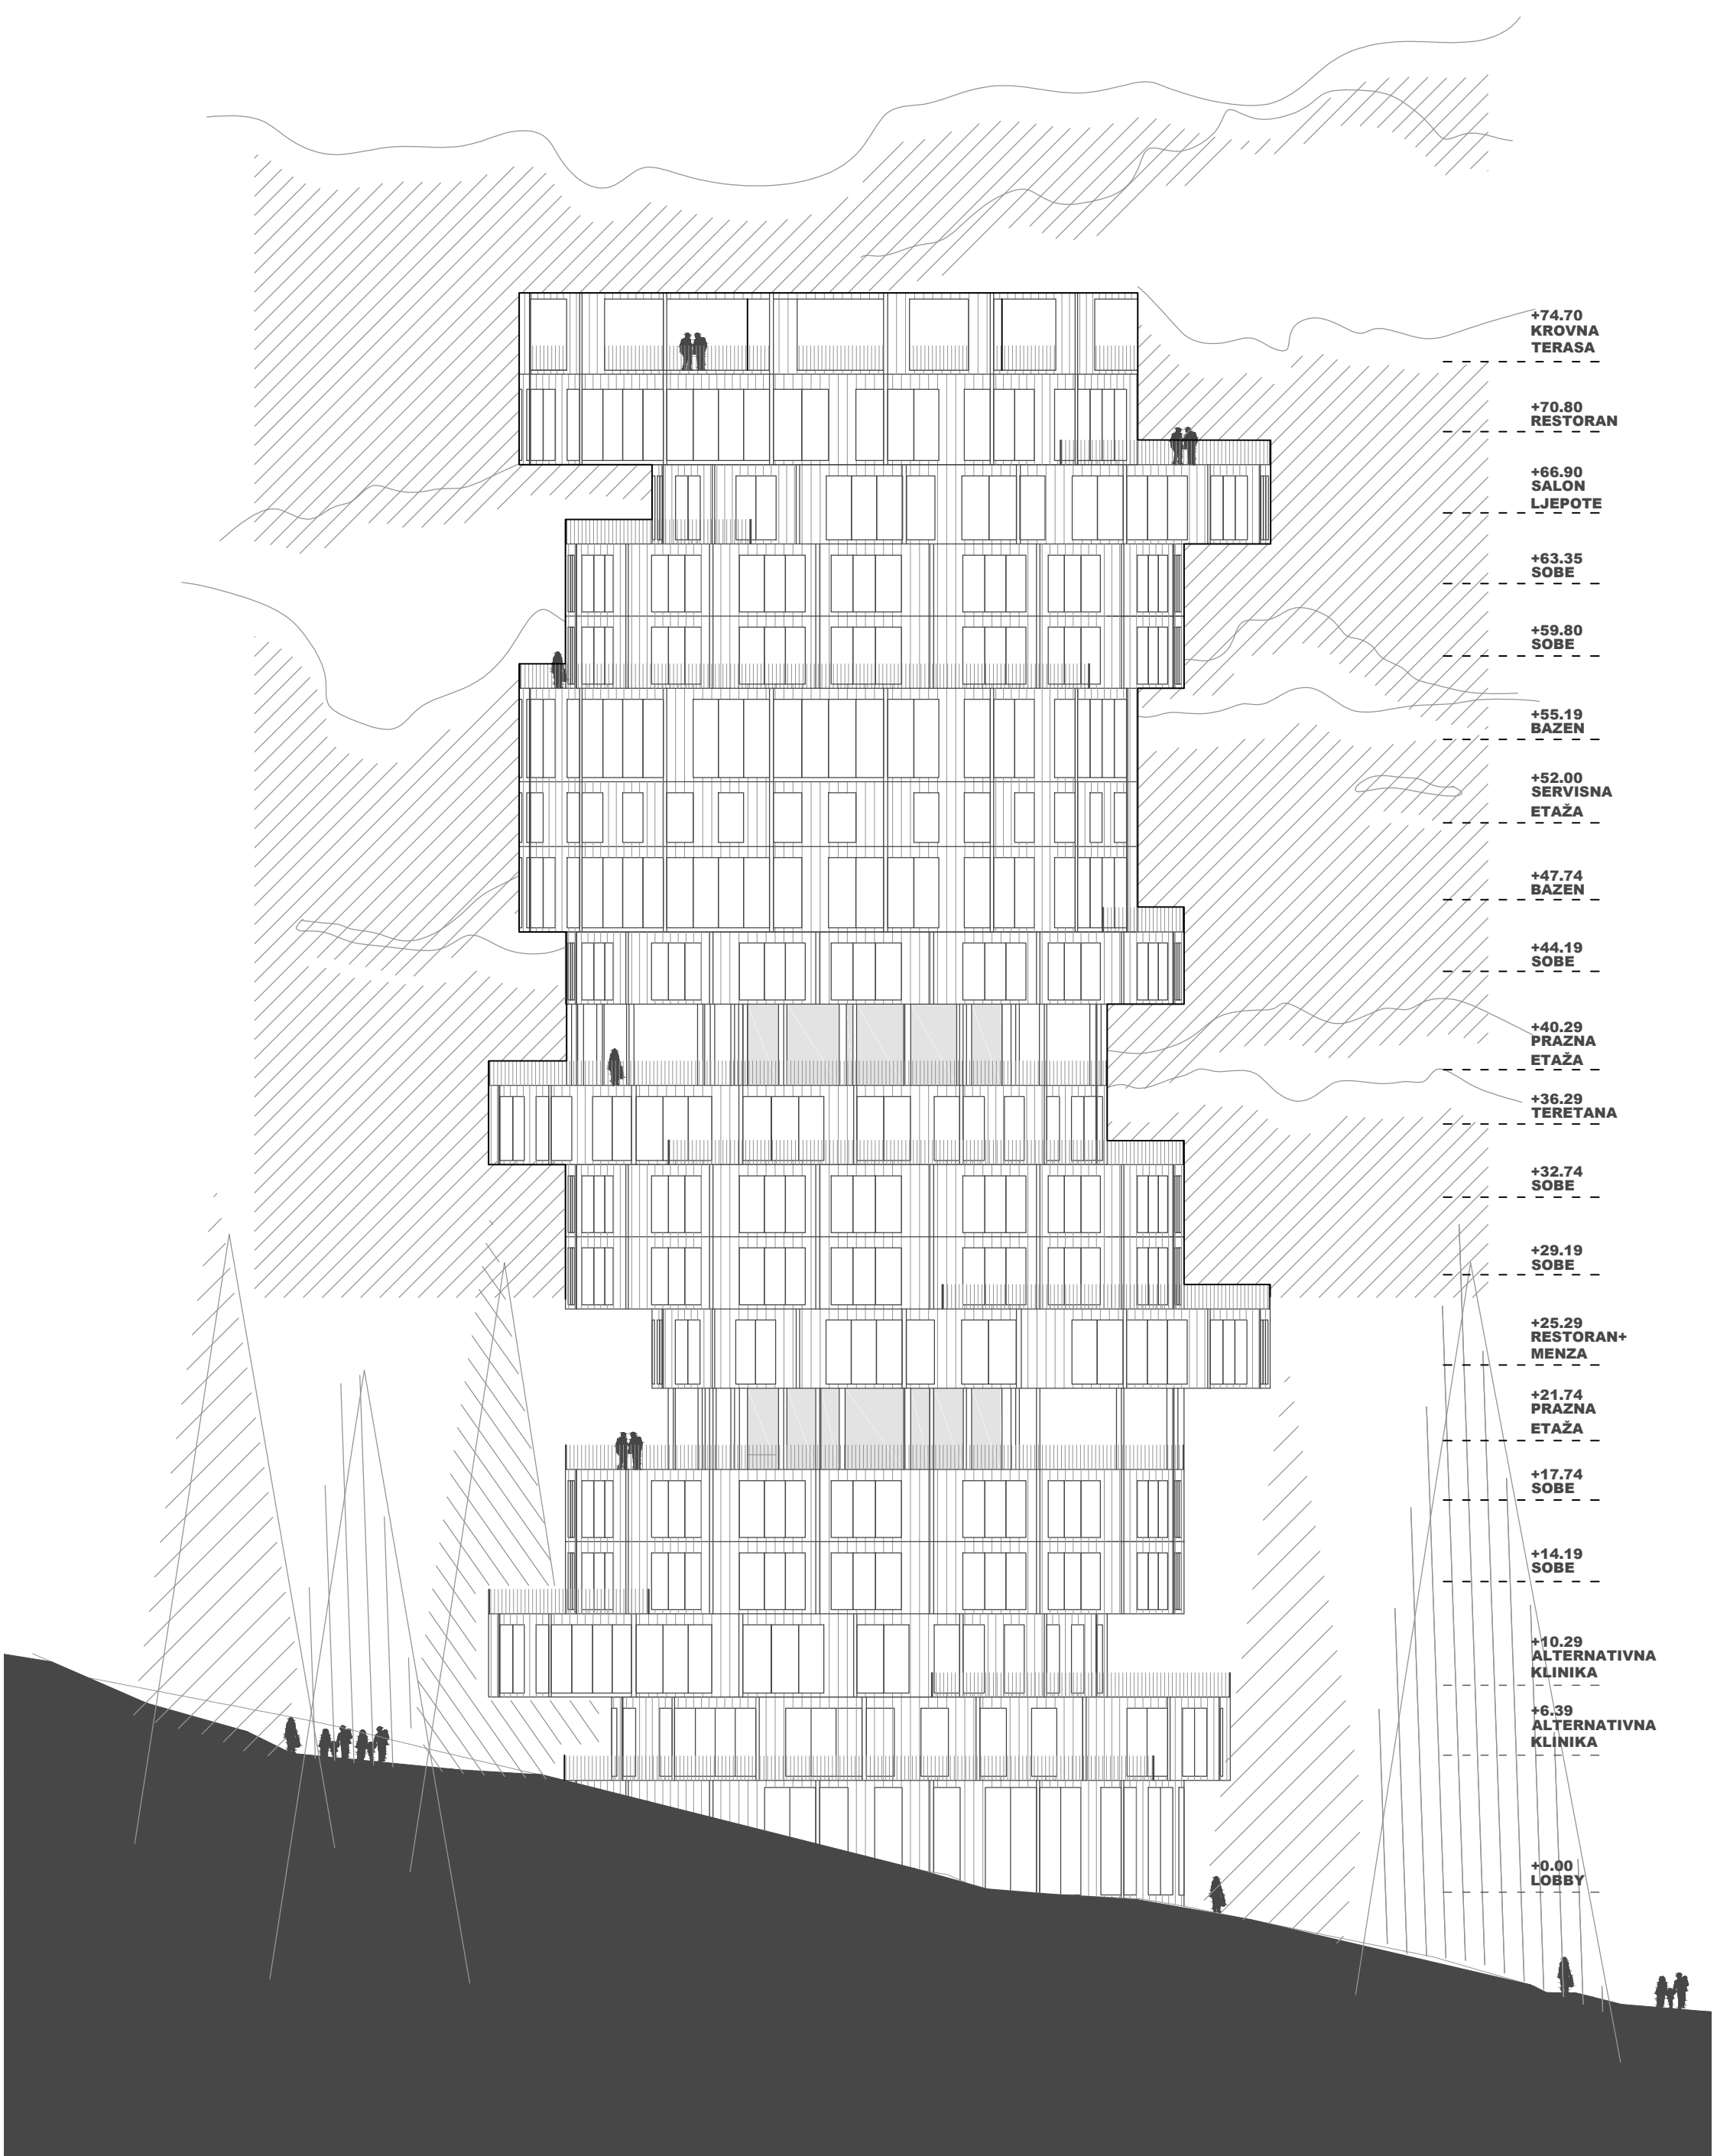 +74.70
KROVNA
TERASA
+70.80
RESTORAN
+66.90
SALON
LJEPOTE
+63.35
SOBE
+59.80
SOBE
+55.19
BAZEN
+52.00
SERVISNA
ETAŽA
+47.74
BAZEN
+44.19
SOBE
+40.29
PRAZNA
ETAŽA
+36.29
TERETANA
+32.74
SOBE
+29.19
SOBE
+25.29
RESTORAN+
MENZA
+21.74
PRAZNA
ETAŽA
+17.74
SOBE
+14.19
SOBE
+10.29
ALTERNATIVNA
KLINIKA
+6.39
ALTERNATIVNA
KLINIKA
+0.00
LOBBY